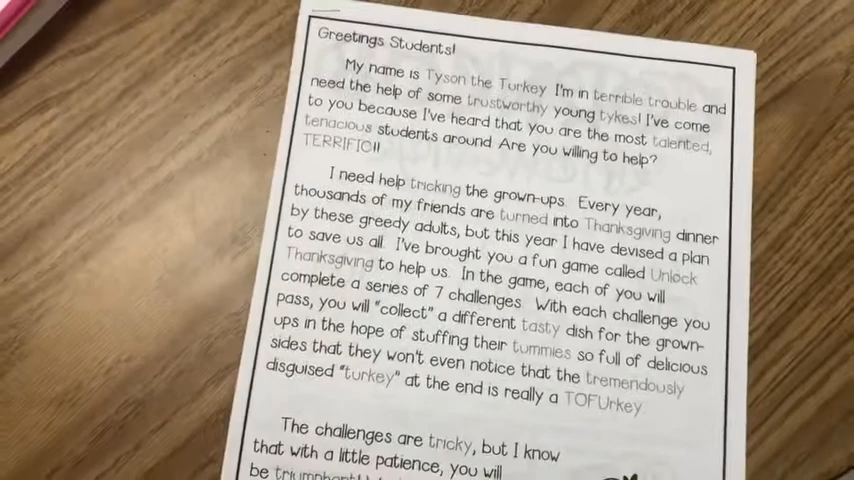 Greetings Students!
My name is Tyson the Turkey. I'm in terrible trouble and
need the help of some trustworthy young tykes! I've come
to you because I've heard that you are the most talented,
tenacious students around. Are you willing to help?
TERRIFIC!!
I need help tricking the grown-ups. Every year,
thousands of my friends are turned into Thanksgiving dinner
by these greedy adults, but this year I have devised a plan
to save us all. I've brought you a fun game called Unlock
Thanksgiving to help us. In the game, each of you will
complete a series of 7 challenges. With each challenge you
pass, you will "collect" a different tasty dish for the grown-
ups in the hope of stuffing their tummies so full of delicious
sides that they won't even notice that the tremendously
disguised "turkey" at the end is really a TOFUrkey.
The challenges are tricky, but I know
that with a little patience, you will
be triumphant!